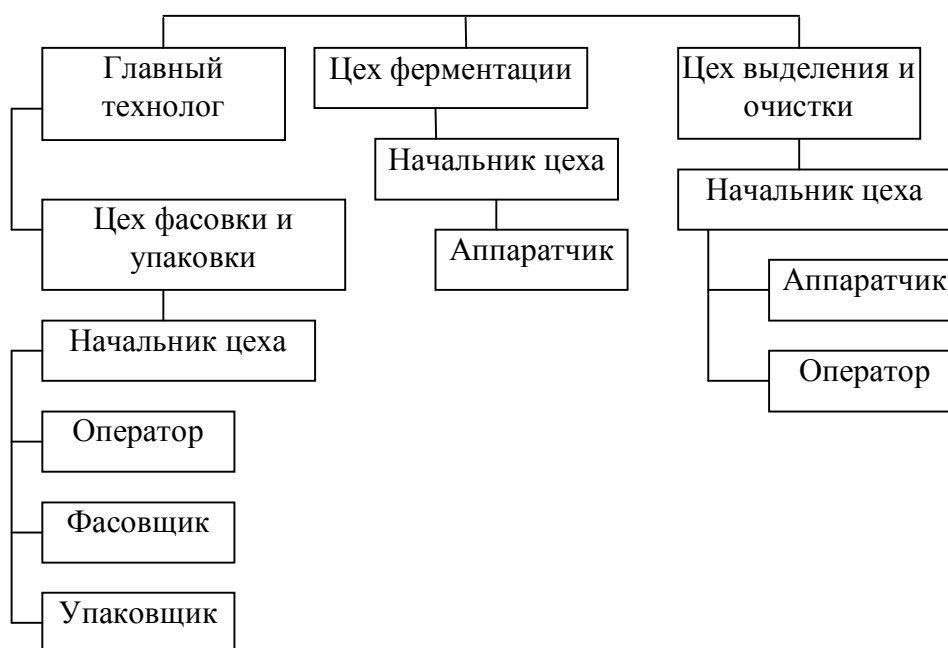 Главный
технолог
Цех фасовки и
упаковки
Начальник цеха
Оператор
Фасовщик
Упаковщик
Цех ферментации
Начальник цеха
Аппаратчик
Цех выделения и
очистки
Начальник цеха
Аппаратчик
Оператор